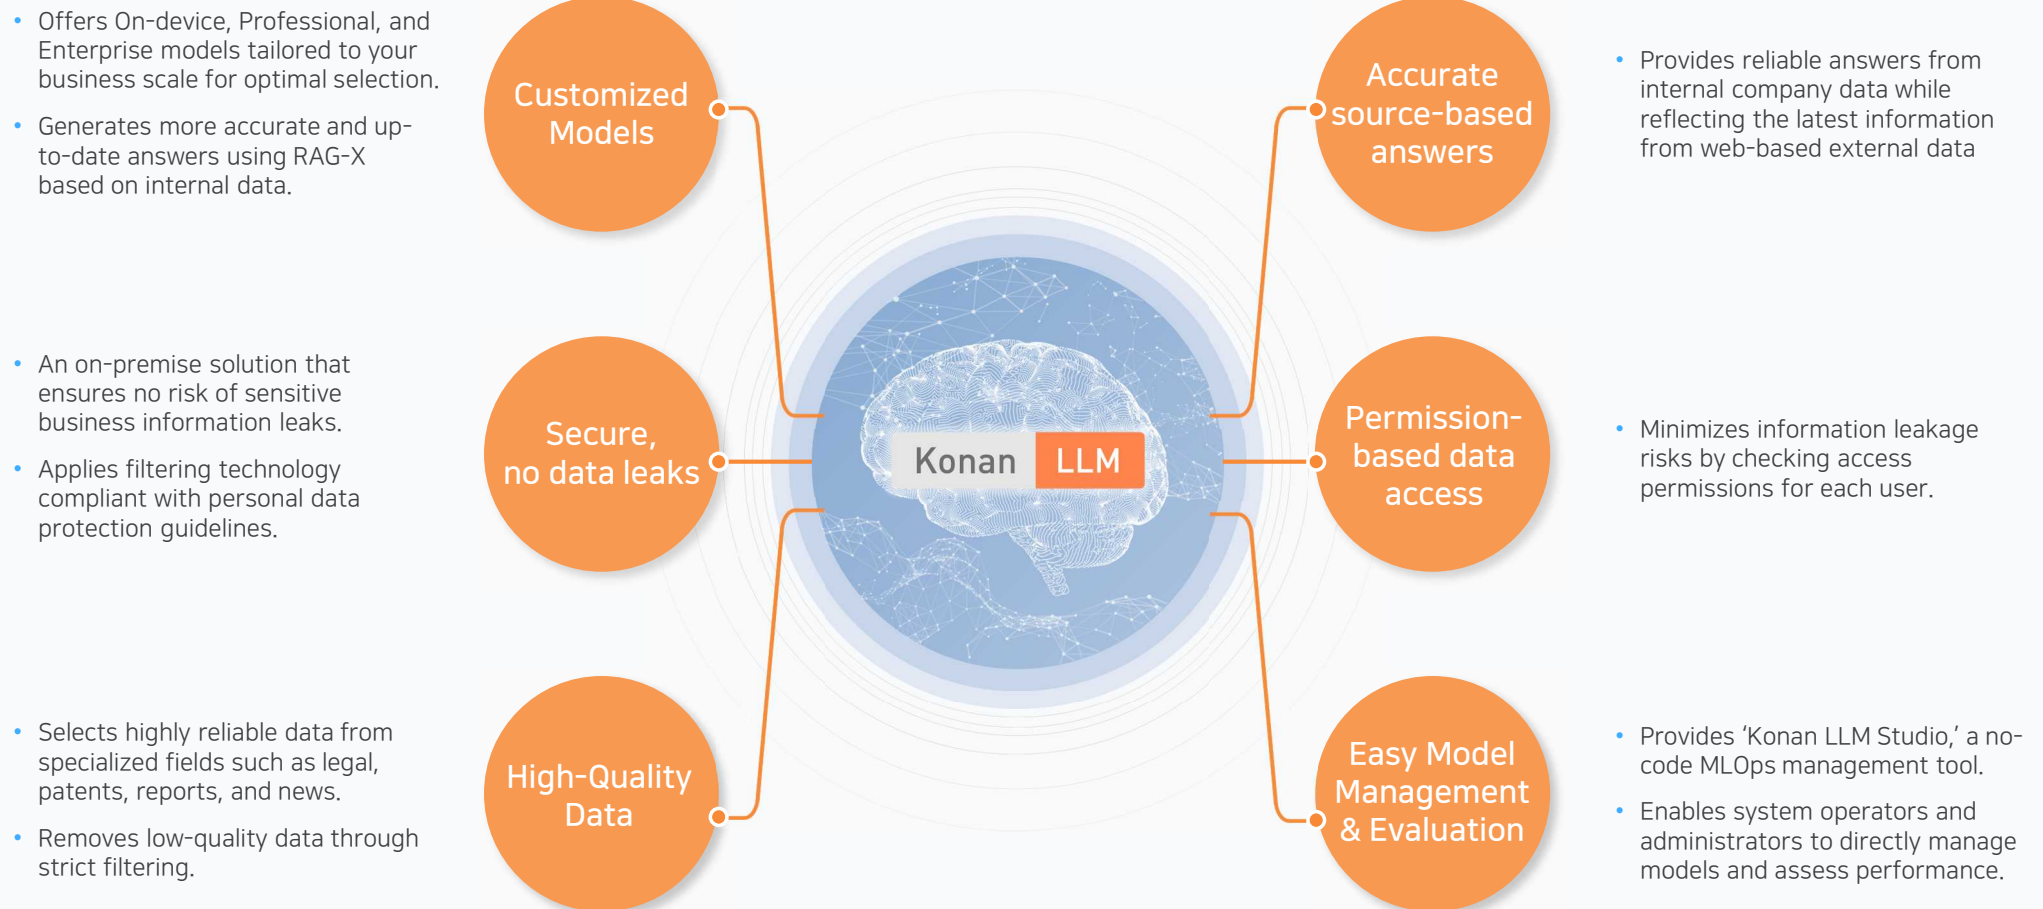 • Offers On-device, Professional, and
Enterprise models tailored to your
business scale for optimal selection.
• Generates more accurate and up-
to-date answers using RAG-X
based on internal data.
Customized
Models
Accurate
source-based
answers
• Provides reliable answers from
internal company data while
reflecting the latest information
from web-based external data
• An on-premise solution that
ensures no risk of sensitive
business information leaks.
• Applies filtering technology
compliant with personal data
protection guidelines.
Secure,
no data leaks
Konan LLM
Permission-
based data
access
• Minimizes information leakage
risks by checking access
permissions for each user.
• Selects highly reliable data from
specialized fields such as legal,
patents, reports, and news.
• Removes low-quality data through
strict filtering.
High-Quality
Data
Easy Model
Management
& Evaluation
• Provides ‘Konan LLM Studio,’ a no-
code MLOps management tool.
• Enables system operators and
administrators to directly manage
models and assess performance.